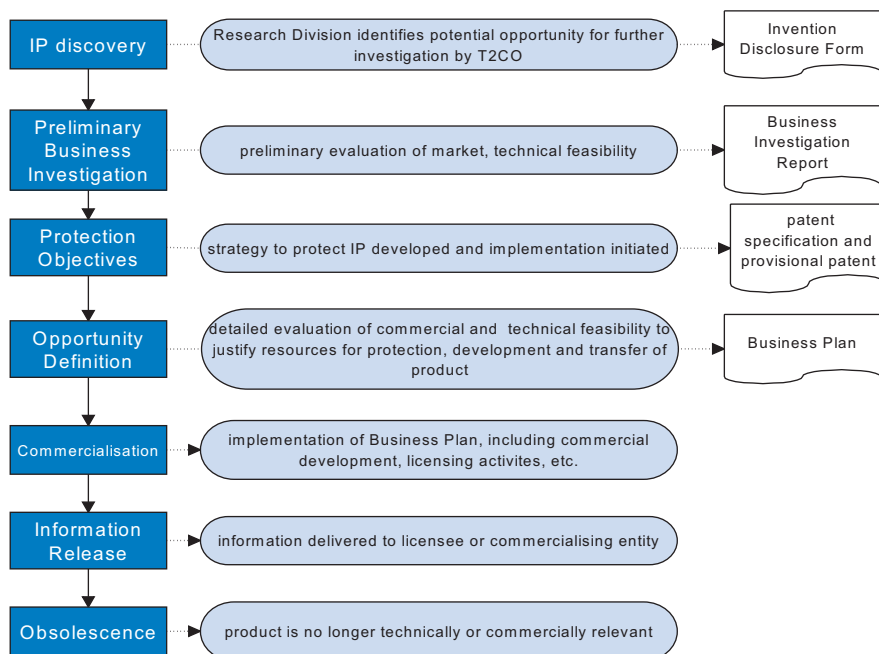 IP discovery
Research Division identifies potential opportunity for further
investigation by T2CO
Invention
Disclosure Form
Preliminary
Business
Investigation
preliminary evaluation of market, technical feasibility
Business
Investigation
Report
Protection
Objectives
strategy to protect IP developed and implementation initiated
patent
specification and
provisional patent
Opportunity
Definition
detailed evaluation of commercial and technical feasibility to
justify resources for protection, development and transfer of
product
Business Plan
Commercialisation
implementation of Business Plan, including commercial
development, licensing activites, etc.
Information
Release
information delivered to licensee or commercialising entity
Obsolescence
product is no longer technically or commercially relevant